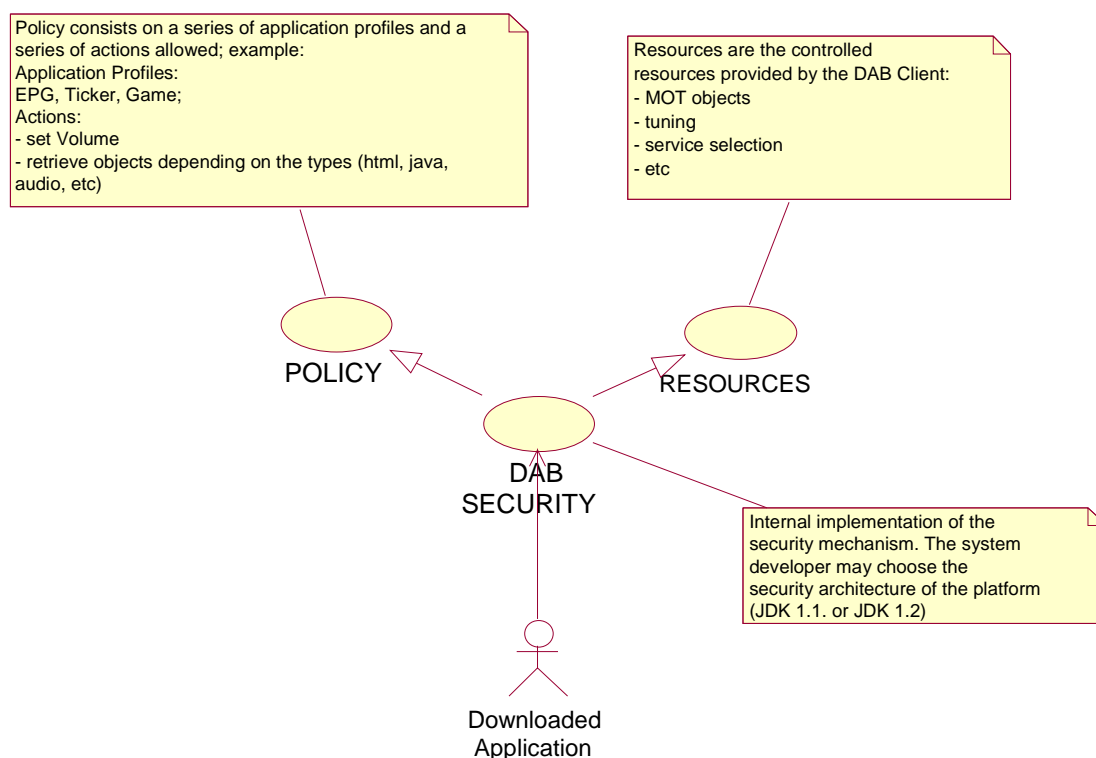 Policy consists on a series of application profiles and a
series of actions allowed; example:
Application Profiles:
EPG, Ticker, Game;
Actions:
- set Volume
- retrieve objects depending on the types (html, java,
audio, etc)
Resources are the controlled
resources provided by the DAB Client:
- MOT objects
- tuning
- service selection
- etc
POLICY
RESOURCES
DAB
SECURITY
Internal implementation of the
security mechanism. The system
developer may choose the
security architecture of the platform
(JDK 1.1. or JDK 1.2)
Downloaded
Application